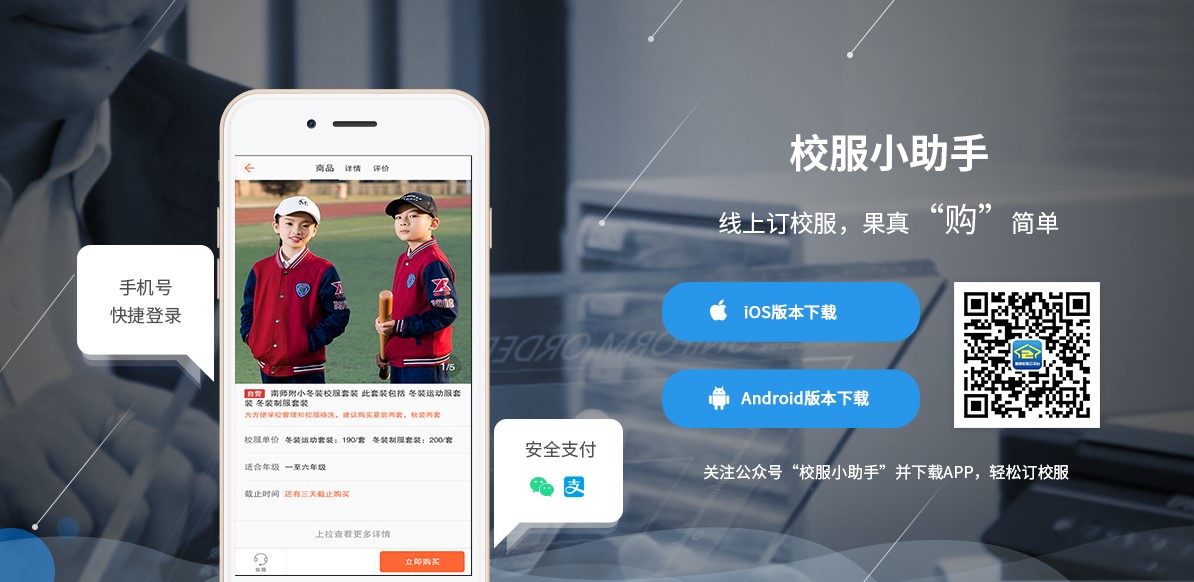 校服小助手
线上订校服，果真“购”简单
iOS版本下载
Android版本下载
关注公众号“校服小助手”并下载APP，轻松订校服
手机号
快捷登录
商品 详情 评价
1/5
自营 南师附小冬装校服套装 此套装包括 冬装运动服套
装 冬装制服套装
为方便学校管理和校服换洗，建议购买夏装两套，秋装两套
校服单价 冬装运动套装：190/套 冬装制服套装：200/套
适合年级 一至六年级
截止时间 还有三天截止购买
上拉查看更多详情
客服
立即购买
安全支付
支